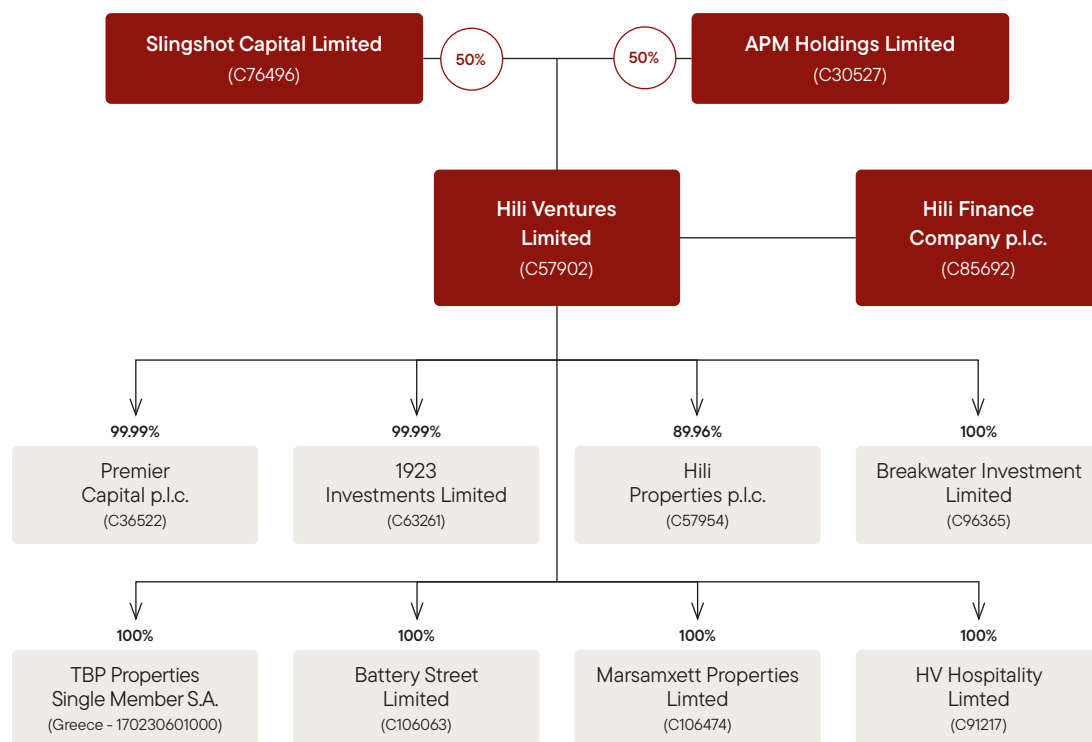 Slingshot Capital Limited
(C76496)
50%
50%
APM Holdings Limited
(C30527)
Hili Ventures
Limited
(C57902)
Hili Finance
Company p.l.c.
(C85692)
99.99%
Premier
Capital p.l.c.
(C36522)
99.99%
1923
Investments Limited
(C63261)
89.96%
Hili
Properties p.l.c.
(C57954)
100%
Breakwater Investment
Limited
(C96365)
100%
TBP Properties
Single Member S.A.
(Greece - 170230601000)
100%
Battery Street
Limited
(C106063)
100%
Marsamxett Properties
Limted
(C106474)
100%
HV Hospitality
Limted
(C91217)